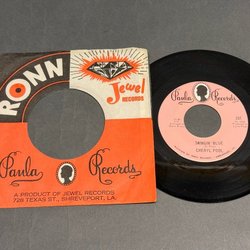 RONN
Jewel
RECORDS
Paula Records
A PRODUCT OF JEWEL RECORDS
728 TEXAS ST., SHREVEPORT, LA.
Paula Records
SWINGIN' BLUE
CHERYL POOL